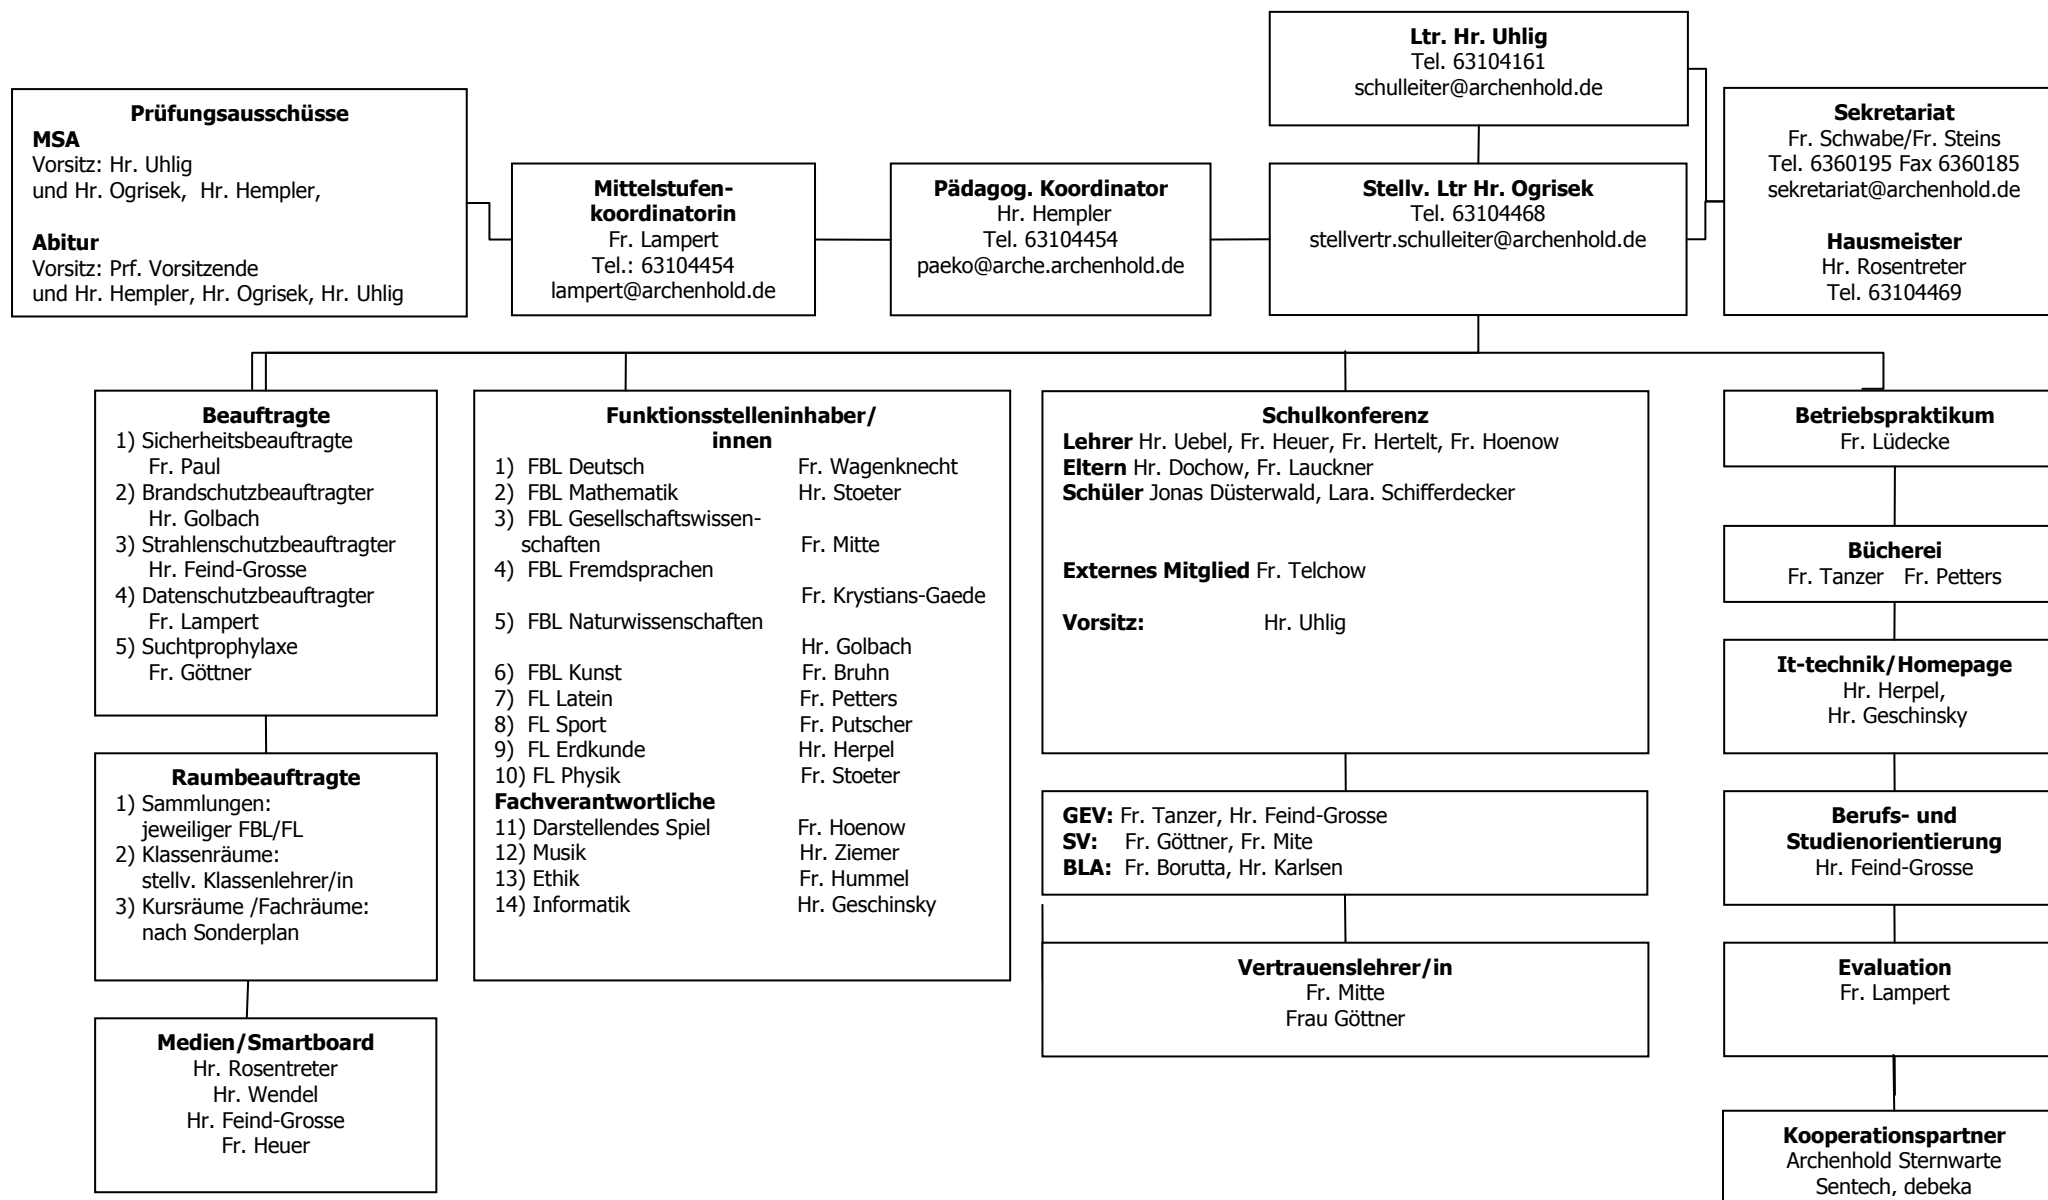 Ltr. Hr. Uhlig
Tel. 63104161
schulleiter@archenhold.de
Prüfungsausschüsse
MSA
Vorsitz: Hr. Uhlig
und Hr. Ogrisek, Hr. Hempler,
Abitur
Vorsitz: Prf. Vorsitzende
und Hr. Hempler, Hr. Ogrisek, Hr. Uhlig
Mittelstufen-
koordinatorin
Fr. Lampert
Tel.: 63104454
lampert@archenhold.de
Pädagog. Koordinator
Hr. Hempler
Tel. 63104454
paeko@arche.archenhold.de
Stellv. Ltr Hr. Ogrisek
Tel. 63104468
stellvertr.schulleiter@archenhold.de
Sekretariat
Fr. Schwabe/Fr. Steins
Tel. 6360195 Fax 6360185
sekretariat@archenhold.de
Hausmeister
Hr. Rosentreter
Tel. 63104469
Beauftragte
1) Sicherheitsbeauftragte
Fr. Paul
2) Brandschutzbeauftragter
Hr. Golbach
3) Strahlenschutzbeauftragter
Hr. Feind-Grosse
4) Datenschutzbeauftragter
Fr. Lampert
5) Suchtprophylaxe
Fr. Göttner
Raumbeauftragte
1) Sammlungen:
jeweiliger FBL/FL
2) Klassenräume:
stellv. Klassenlehrer/in
3) Kursräume /Fachräume:
nach Sonderplan
Medien/Smartboard
Hr. Rosentreter
Hr. Wendel
Hr. Feind-Grosse
Fr. Heuer
Funktionsstelleninhaber/
innen
1) FBL Deutsch Fr. Wagenknecht
2) FBL Mathematik Hr. Stoeter
3) FBL Gesellschaftswissen-
schaften Fr. Mitte
4) FBL Fremdsprachen
Fr. Krystians-Gaede
5) FBL Naturwissenschaften
Hr. Golbach
6) FBL Kunst Fr. Bruhn
7) FL Latein Fr. Petters
8) FL Sport Fr. Putscher
9) FL Erdkunde Hr. Herpel
10) FL Physik Fr. Stoeter
Fachverantwortliche
11) Darstellendes Spiel Fr. Hoenow
12) Musik Hr. Ziemer
13) Ethik Fr. Hummel
14) Informatik Hr. Geschinsky
Schulkonferenz
Lehrer Hr. Uebel, Fr. Heuer, Fr. Hertelt, Fr. Hoenow
Eltern Hr. Dochow, Fr. Lauckner
Schüler Jonas Düsterwald, Lara. Schifferdecker
Externes Mitglied Fr. Telchow
Vorsitz: Hr. Uhlig
GEV: Fr. Tanzer, Hr. Feind-Grosse
SV: Fr. Göttner, Fr. Mite
BLA: Fr. Borutta, Hr. Karlsen
Vertrauenslehrer/in
Fr. Mitte
Frau Göttner
Betriebspraktikum
Fr. Lüdecke
Bücherei
Fr. Tanzer Fr. Petters
It-technik/Homepage
Hr. Herpel,
Hr. Geschinsky
Berufs- und
Studienorientierung
Hr. Feind-Grosse
Evaluation
Fr. Lampert
Kooperationspartner
Archenhold Sternwarte
Sentech, debeka